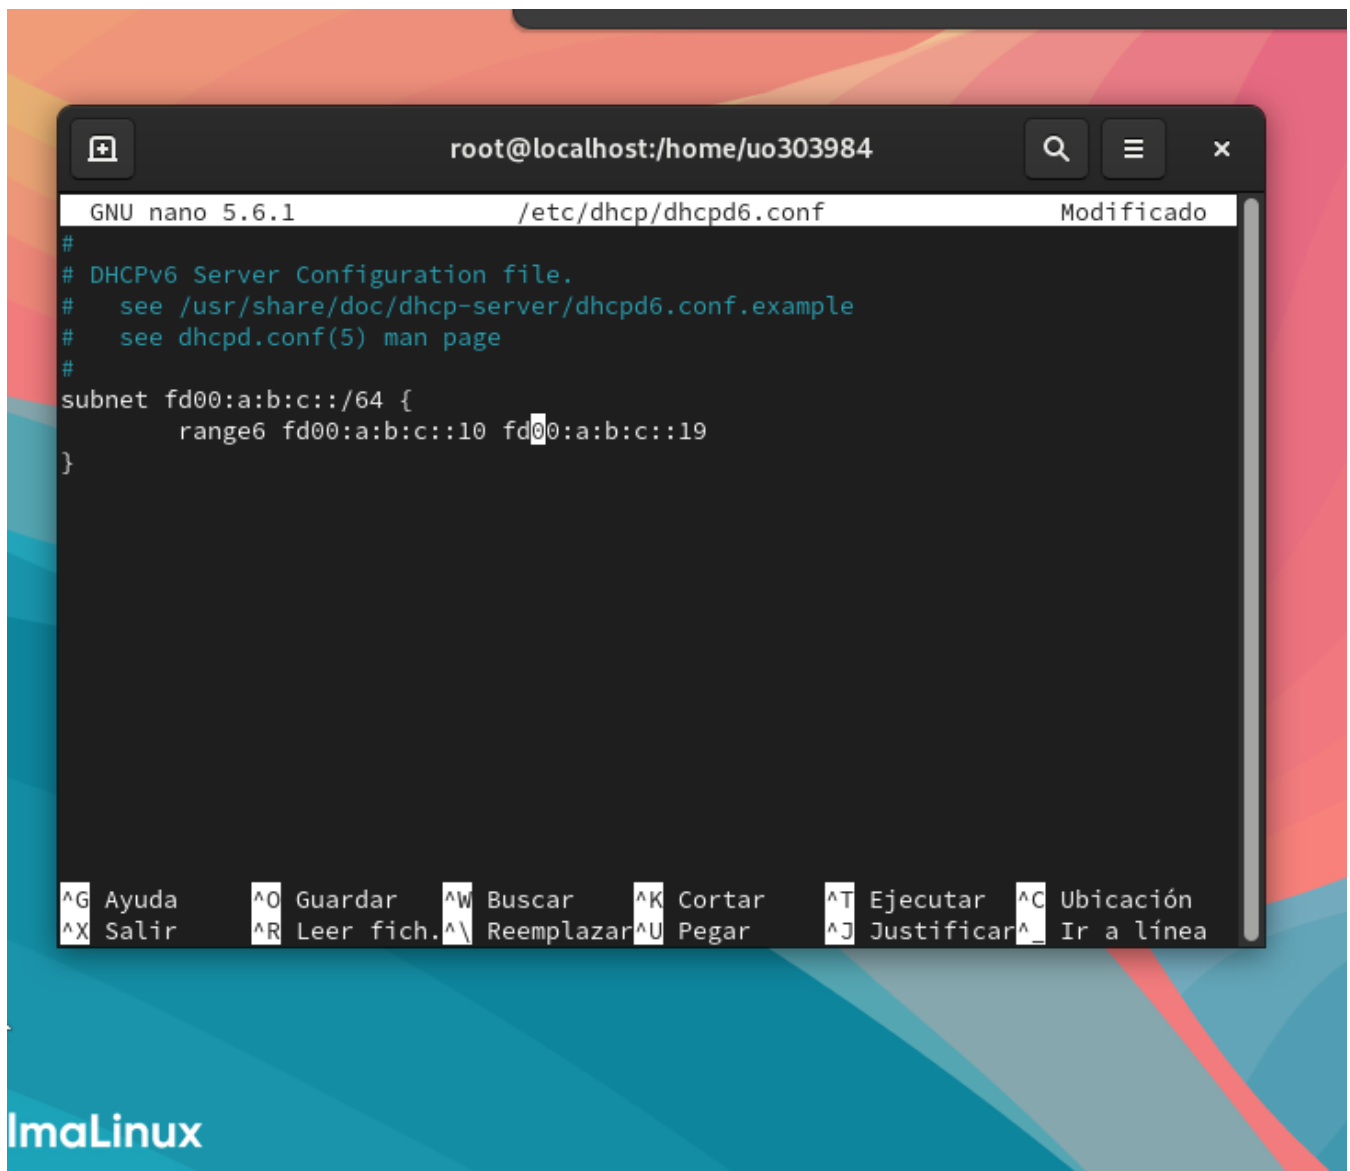 root@localhost:/home/uo303984
GNU nano 5.6.1 /etc/dhcp/dhcpd6.conf Modificado
#
# DHCPv6 Server Configuration file.
#   see /usr/share/doc/dhcp-server/dhcpd6.conf.example
#   see dhcpd.conf(5) man page
#
subnet fd00:a:b:c::/64 {
        range6 fd00:a:b:c::10 fd00:a:b:c::19
}
^G Ayuda ^O Guardar ^W Buscar ^K Cortar ^T Ejecutar ^C Ubicación
^X Salir ^R Leer fich. ^\ Reemplazar ^U Pegar ^J Justificar ^_ Ir a línea
lmaLinux